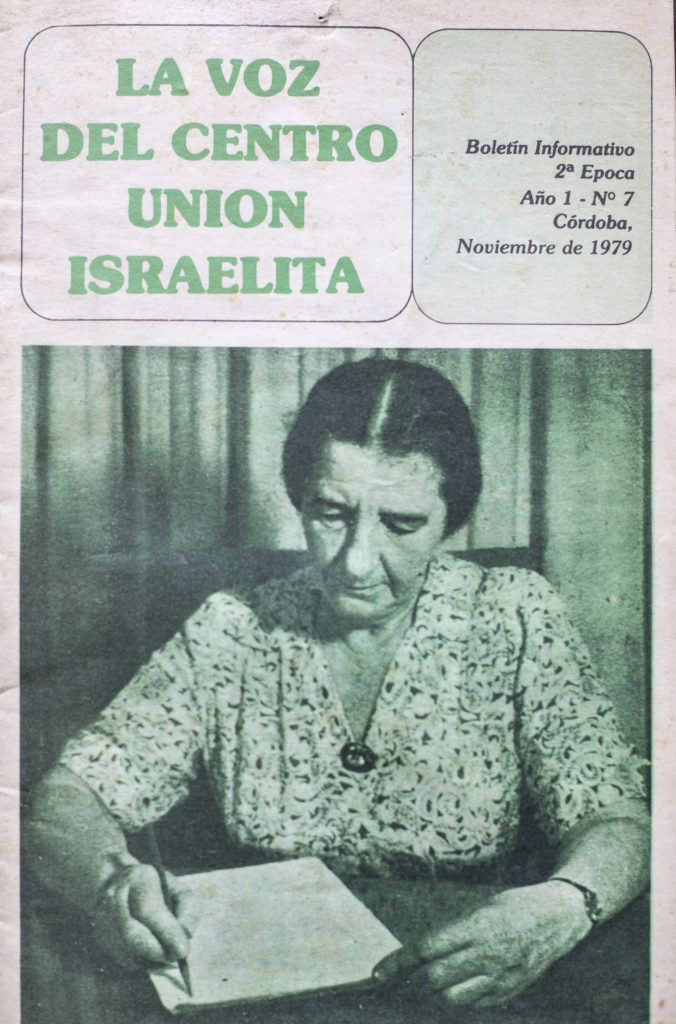 LA VOZ
DEL CENTRO
UNION
ISRAELITA
Boletín Informativo
2ª Epoca
Año 1 - Nº 7
Córdoba,
Noviembre de 1979